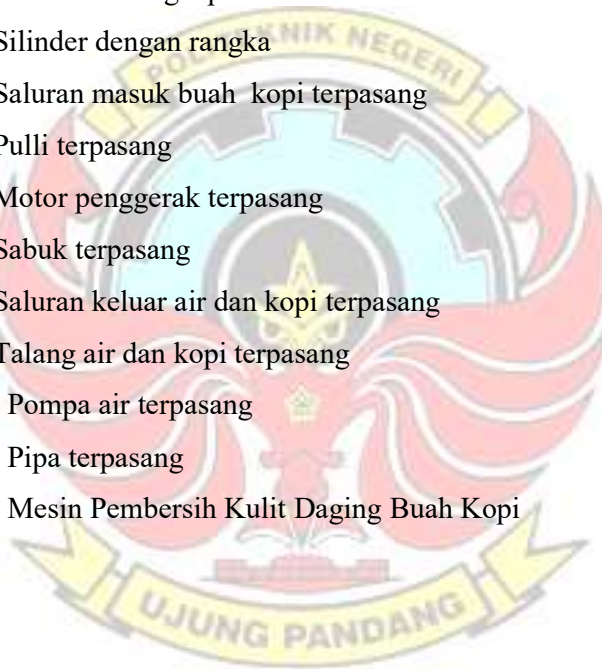 Silinder dengan rangka
Saluran masuk buah kopi terpasang
Pulli terpasang
Motor penggerak terpasang
Sabuk terpasang
Saluran keluar air dan kopi terpasang
Talang air dan kopi terpasang
Pompa air terpasang
Pipa terpasang
Mesin Pembersih Kulit Daging Buah Kopi
POLITEKNIK NEGERI
UJUNG PANDANG